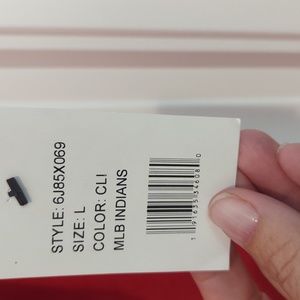 STYLE: 6J85X069
SIZE: L
COLOR: CLI
MLB INDIANS